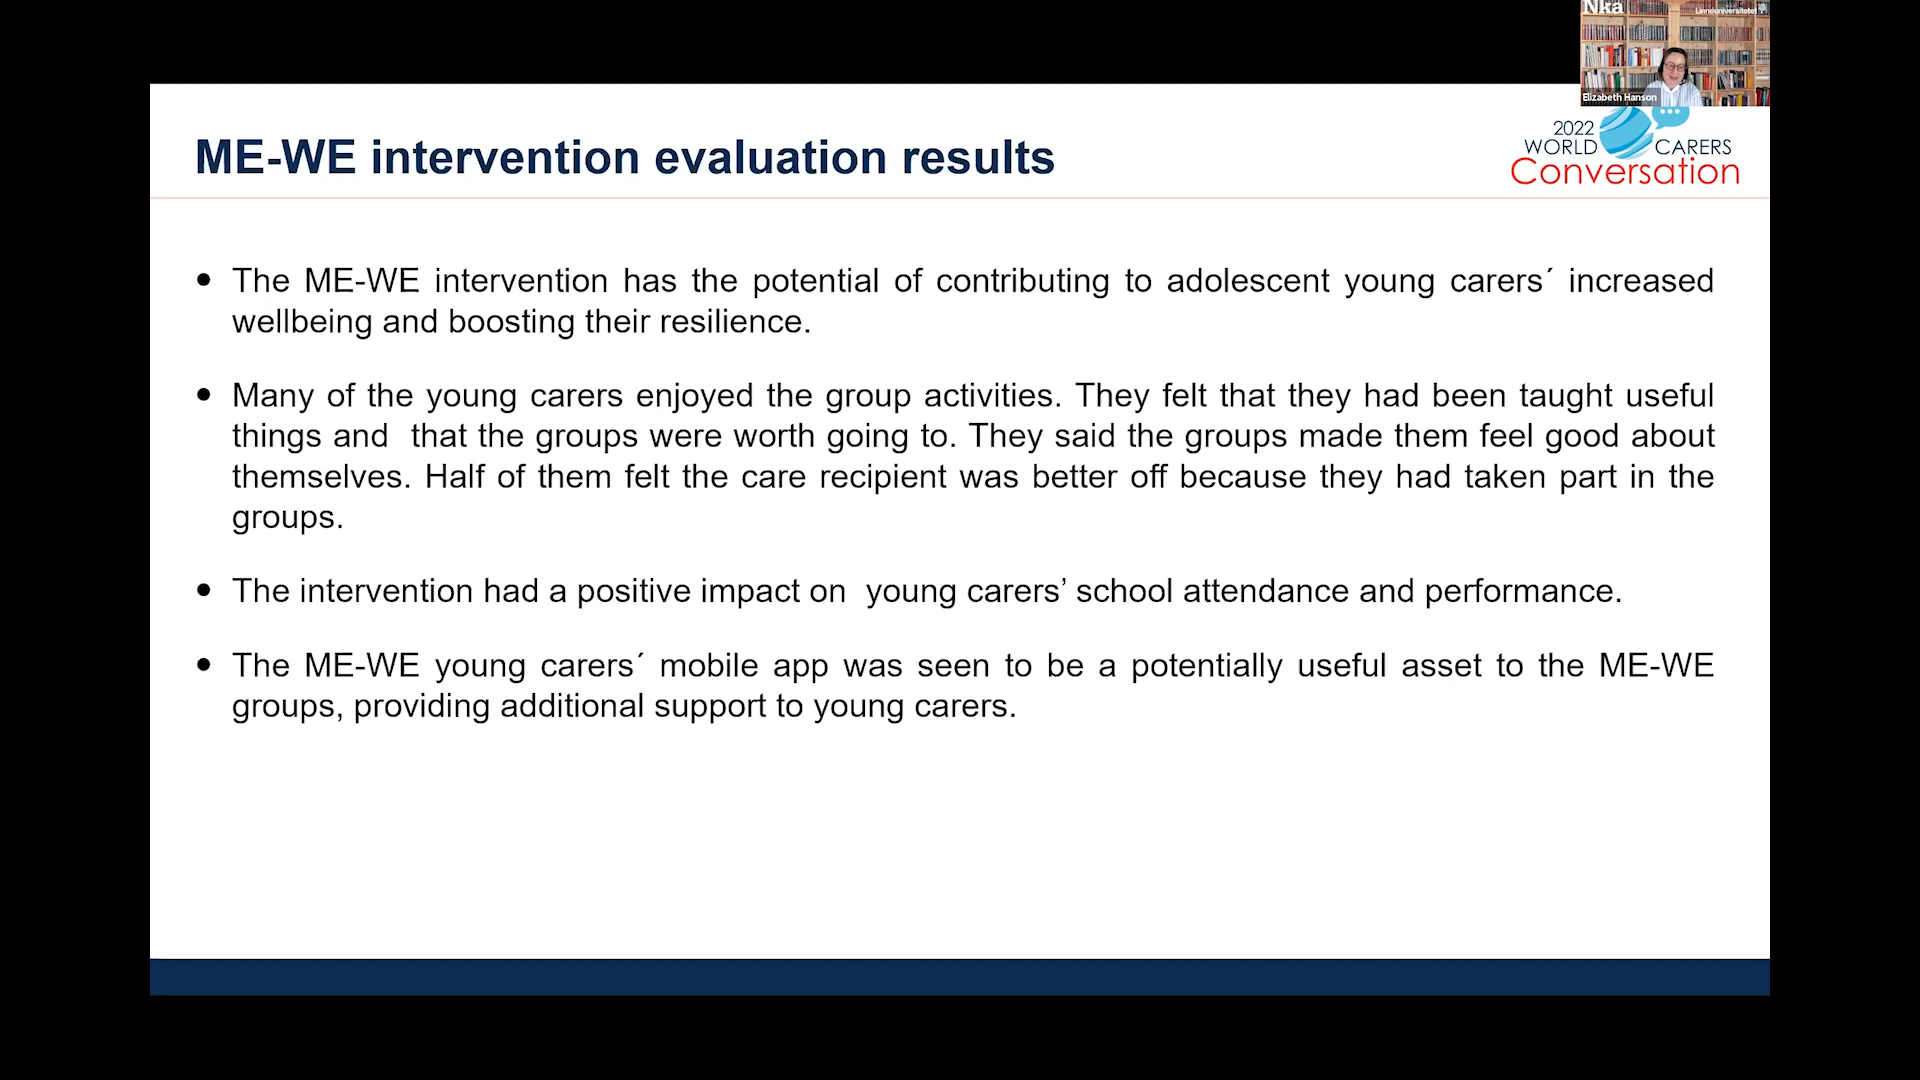 Nka
Linnéuniversitetet
Elizabeth Hanson
ME-WE intervention evaluation results
2022
WORLD CARERS
Conversation
• The ME-WE intervention has the potential of contributing to adolescent young carers´ increased
wellbeing and boosting their resilience.
• Many of the young carers enjoyed the group activities. They felt that they had been taught useful
things and  that the groups were worth going to. They said the groups made them feel good about
themselves. Half of them felt the care recipient was better off because they had taken part in the
groups.
• The intervention had a positive impact on  young carers’ school attendance and performance.
• The ME-WE young carers´ mobile app was seen to be a potentially useful asset to the ME-WE
groups, providing additional support to young carers.